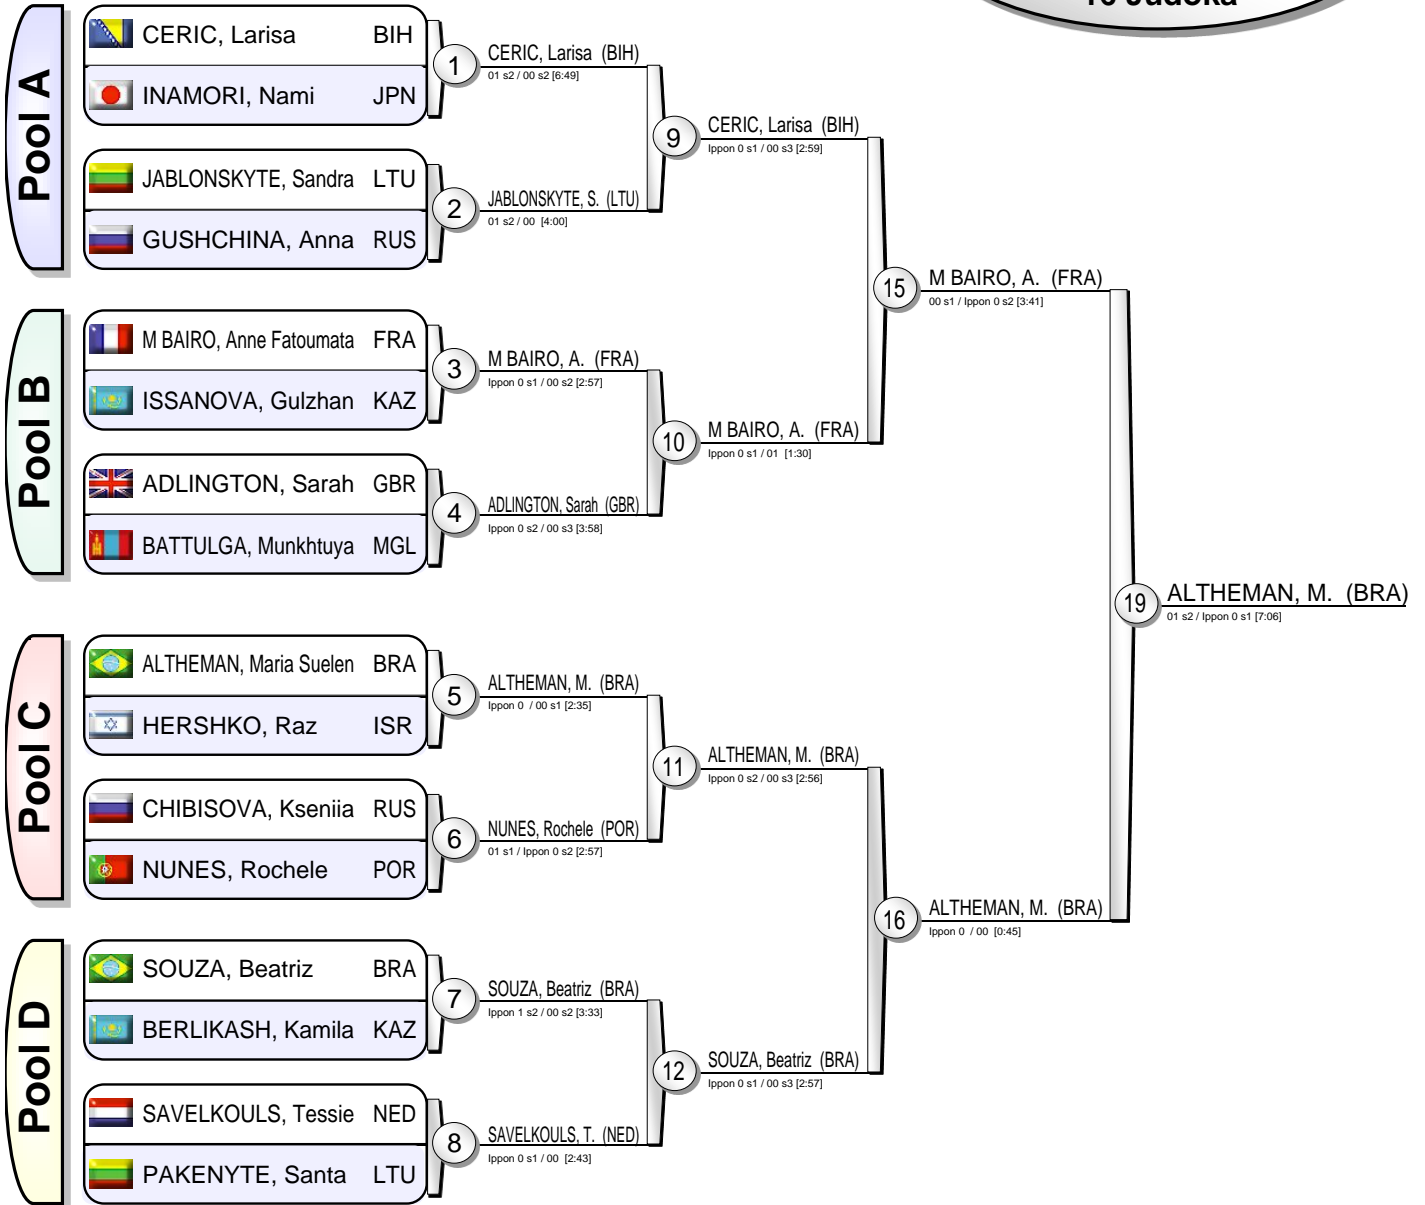 16 Judoka
Pool A
CERIC, Larisa BIH
INAMORI, Nami JPN
JABLONSKYTE, Sandra LTU
GUSHCHINA, Anna RUS
Pool B
M BAIRO, Anne Fatoumata FRA
ISSANOVA, Gulzhan KAZ
ADLINGTON, Sarah GBR
BATTULGA, Munkhtuya MGL
Pool C
ALTHEMAN, Maria Suelen BRA
HERSHKO, Raz ISR
CHIBISOVA, Kseniia RUS
NUNES, Rochele POR
Pool D
SOUZA, Beatriz BRA
BERLIKASH, Kamila KAZ
SAVELKOULS, Tessie NED
PAKENYTE, Santa LTU
1
CERIC, Larisa (BIH)
01 s2 / 00 s2 [6:49]
2
JABLONSKYTE, S. (LTU)
01 s2 / 00 [4:00]
3
M BAIRO, A. (FRA)
Ippon 0 s1 / 00 s2 [2:57]
4
ADLINGTON, Sarah (GBR)
Ippon 0 s2 / 00 s3 [3:58]
5
ALTHEMAN, M. (BRA)
Ippon 0 / 00 s1 [2:35]
6
NUNES, Rochele (POR)
01 s1 / Ippon 0 s2 [2:57]
7
SOUZA, Beatriz (BRA)
Ippon 1 s2 / 00 s2 [3:33]
8
SAVELKOULS, T. (NED)
Ippon 0 s1 / 00 [2:43]
9
CERIC, Larisa (BIH)
Ippon 0 s1 / 00 s3 [2:59]
10
M BAIRO, A. (FRA)
Ippon 0 s1 / 01 [1:30]
11
ALTHEMAN, M. (BRA)
Ippon 0 s2 / 00 s3 [2:56]
12
SOUZA, Beatriz (BRA)
Ippon 0 s1 / 00 s3 [2:57]
15
M BAIRO, A. (FRA)
00 s1 / Ippon 0 s2 [3:41]
16
ALTHEMAN, M. (BRA)
Ippon 0 / 00 [0:45]
19
ALTHEMAN, M. (BRA)
01 s2 / Ippon 0 s1 [7:06]